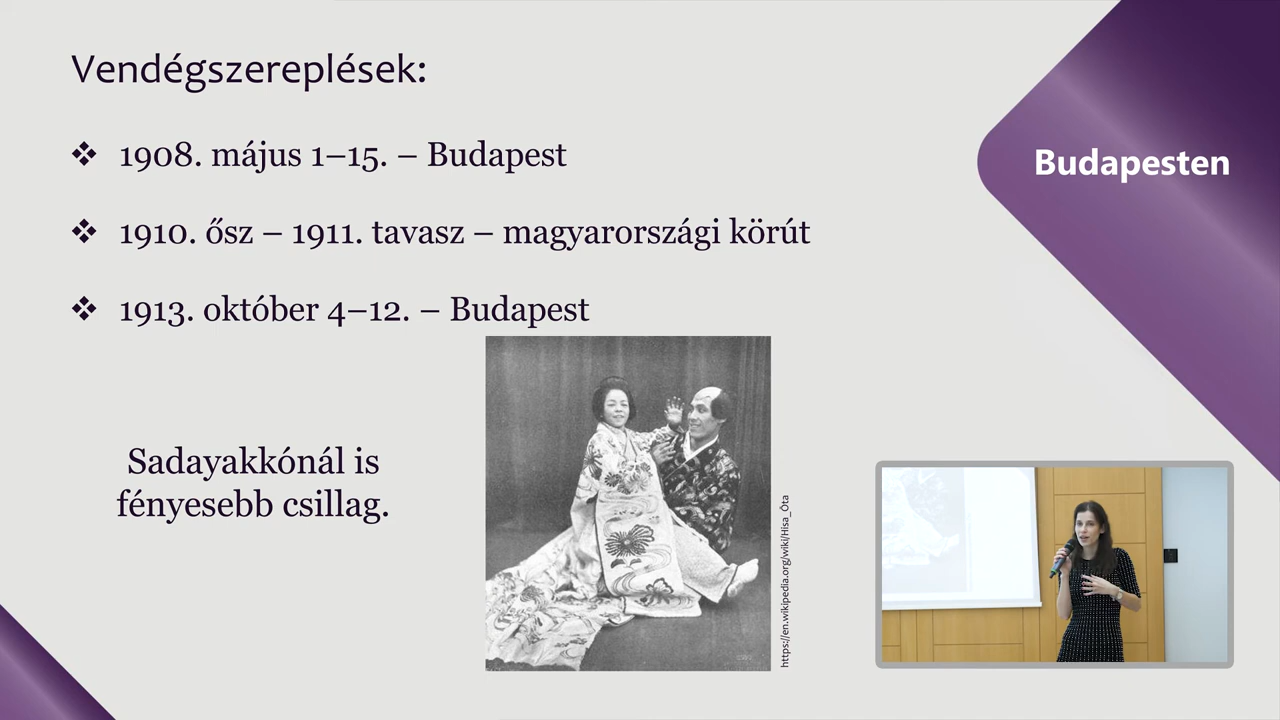 Vendégszereplések:
❖ 1908. május 1–15. – Budapest
❖ 1910. ősz – 1911. tavasz – magyarországi körút
❖ 1913. október 4–12. – Budapest
Budapesten
Sadayakkónál is
fényesebb csillag.
https://en.wikipedia.org/wiki/Hisa_Ōta